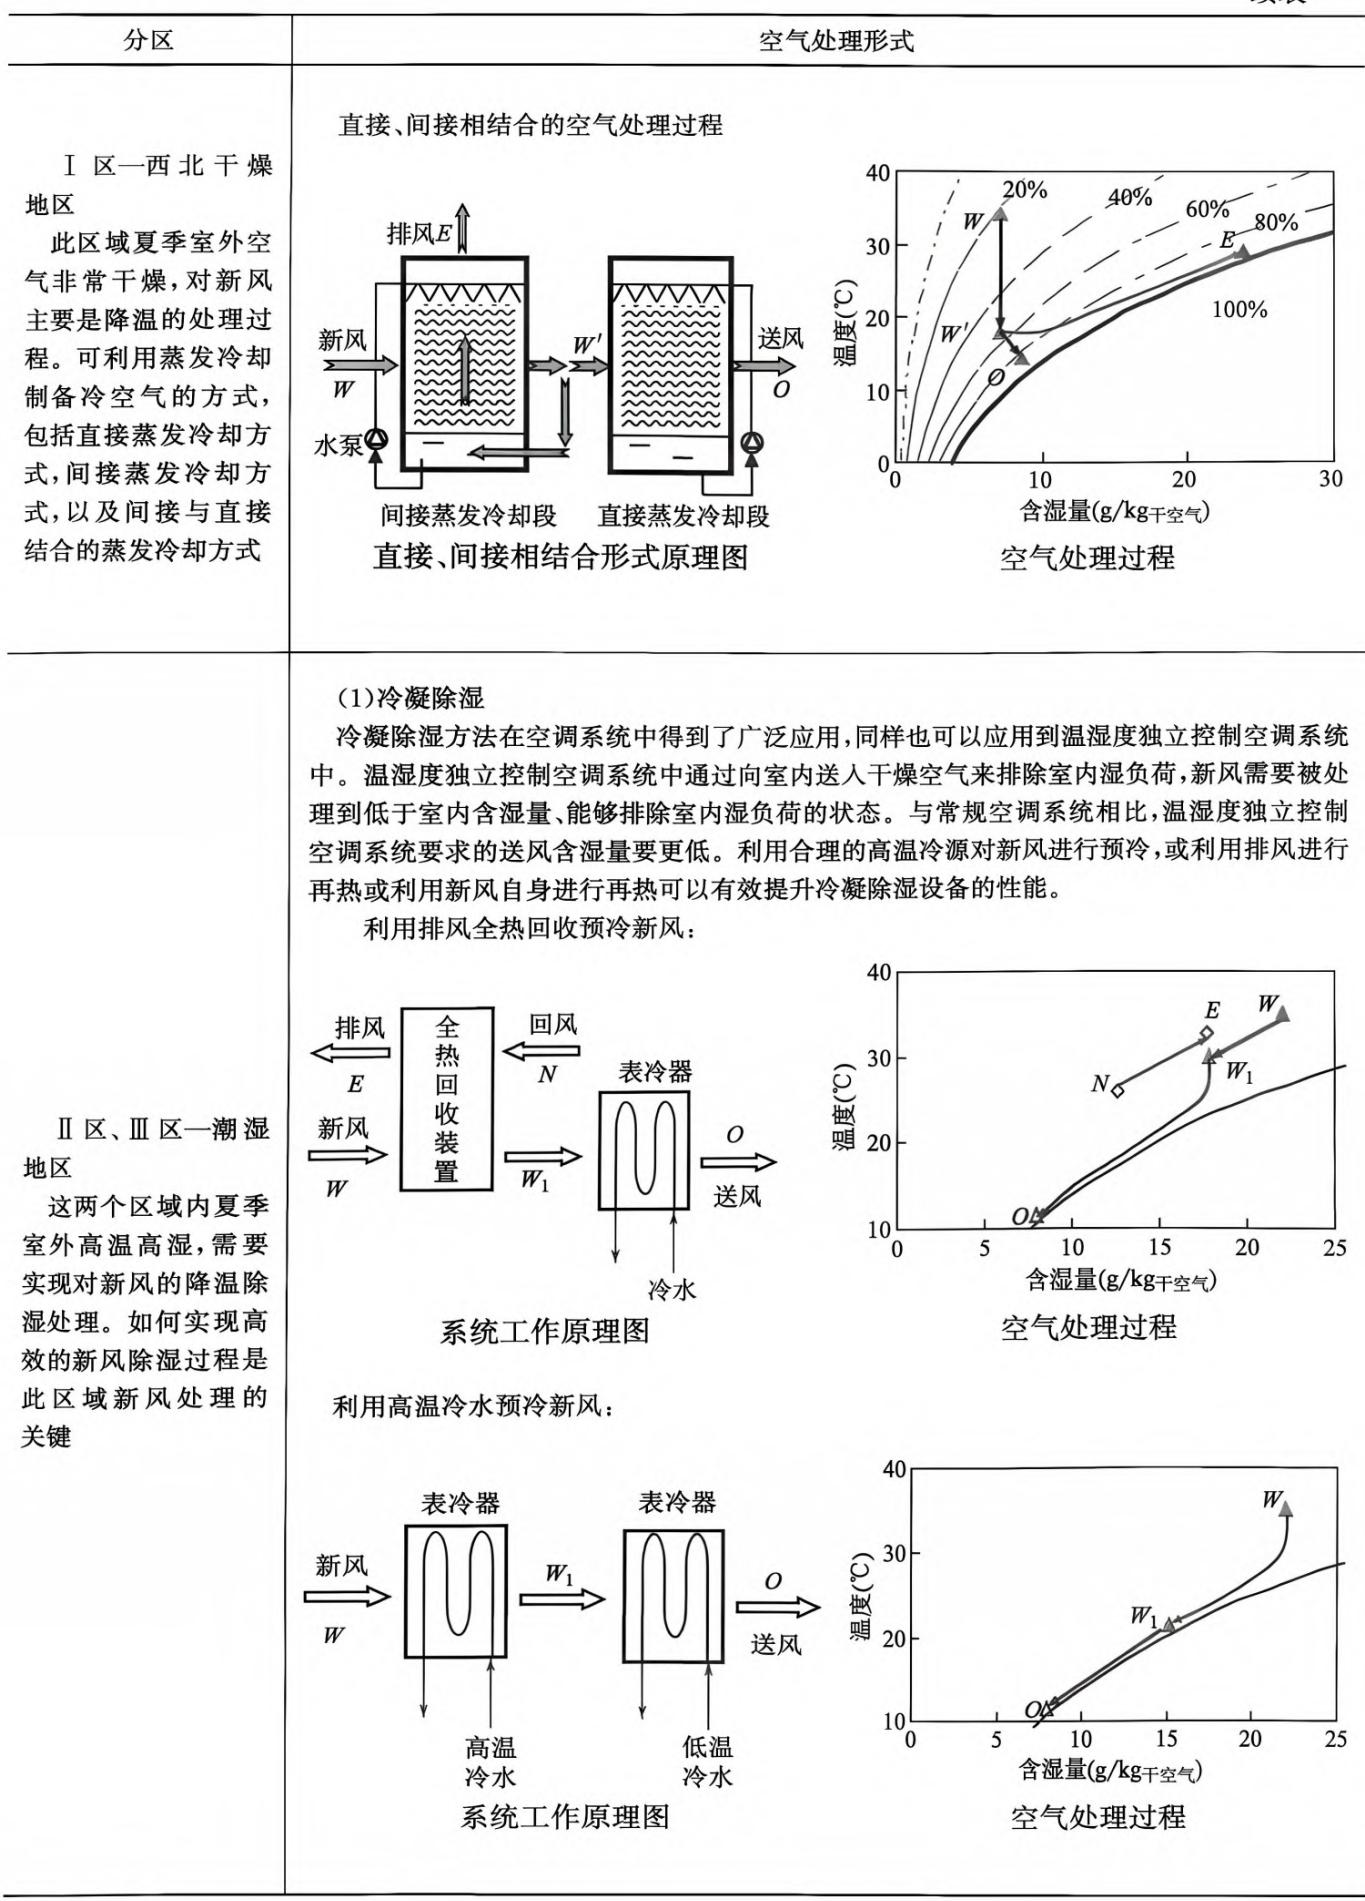 分区
空气处理形式
Ⅰ 区—西北干燥
地区
此区域夏季室外空
气非常干燥,对新风
主要是降温的处理过
程。可利用蒸发冷却
制备冷空气的方式,
包括直接蒸发冷却方
式,间接蒸发冷却方
式,以及间接与直接
结合的蒸发冷却方式
直接、间接相结合的空气处理过程
排风E
新风
W
水泵
W′
送风
O
间接蒸发冷却段
直接蒸发冷却段
直接、间接相结合形式原理图
温度(℃)
40
30
20
10
0
0
10
20
30
20%
40%
60%
80%
100%
W
W′
O
E
含湿量(g/kg干空气)
空气处理过程
Ⅱ区、Ⅲ区—潮湿
地区
这两个区域内夏季
室外高温高湿,需要
实现对新风的降温除
湿处理。如何实现高
效的新风除湿过程是
此区域新风处理的
关键
(1)冷凝除湿
冷凝除湿方法在空调系统中得到了广泛应用,同样也可以应用到温湿度独立控制空调系统
中。温湿度独立控制空调系统中通过向室内送入干燥空气来排除室内湿负荷,新风需要被处
理到低于室内含湿量、能够排除室内湿负荷的状态。与常规空调系统相比,温湿度独立控制
空调系统要求的送风含湿量要更低。利用合理的高温冷源对新风进行预冷,或利用排风进行
再热或利用新风自身进行再热可以有效提升冷凝除湿设备的性能。
利用排风全热回收预冷新风:
排风
E
新风
W
全热回收装置
回风
N
W1
表冷器
O
送风
冷水
系统工作原理图
温度(℃)
40
30
20
10
0
5
10
15
20
25
N
E
W
W1
O
含湿量(g/kg干空气)
空气处理过程
利用高温冷水预冷新风:
表冷器
表冷器
新风
W
W1
O
送风
高温
冷水
低温
冷水
系统工作原理图
温度(℃)
40
30
20
10
0
5
10
15
20
25
W
W1
O
含湿量(g/kg干空气)
空气处理过程